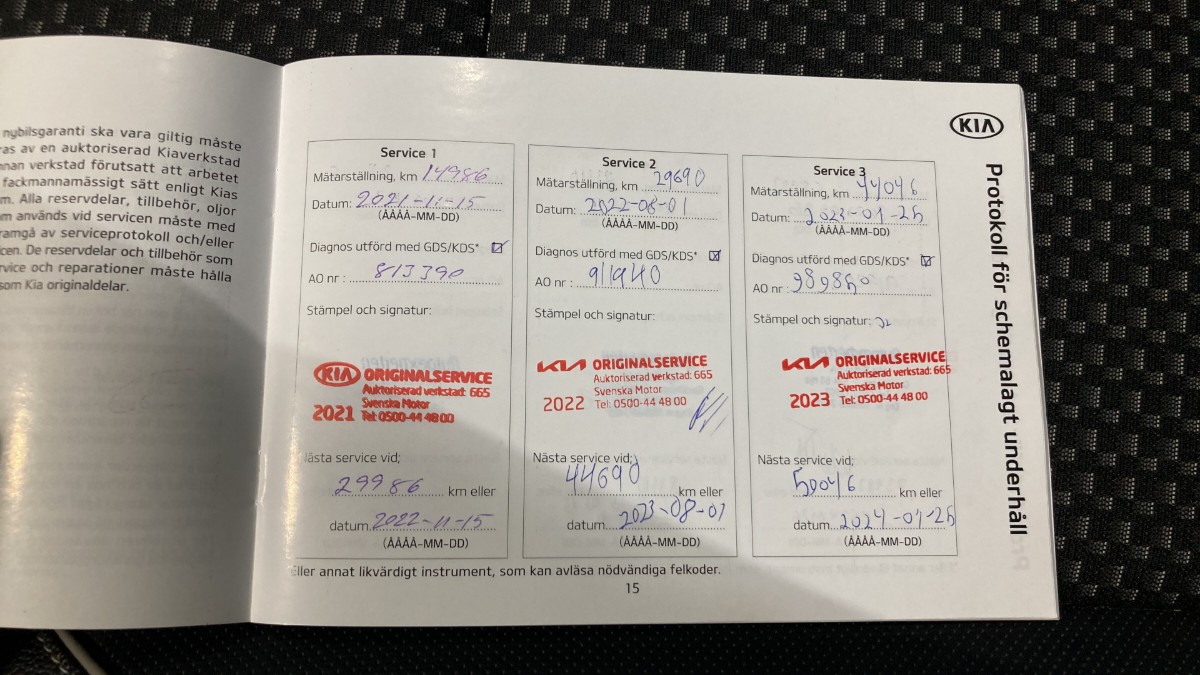 nybilsgaranti ska vara giltig måste
ras av en auktoriserad Kiaverkstad
nnan verkstad förutsatt att arbetet
fackmannamässigt sätt enligt Kias
m. Alla reservdelar, tillbehör, oljor
m används vid servicen måste med
ramgå av serviceprotokoll och/eller
cen. De reservdelar och tillbehör som
rvice och reparationer måste hålla
som Kia originaldelar.
KIA
Protokoll för schemalagt underhåll
Service 1
Mätarställning, km 14986
Datum: 2021-11-15
(ÅÅÅÅ-MM-DD)
Diagnos utförd med GDS/KDS*
AO nr : 813390
Stämpel och signatur:
KIA ORIGINALSERVICE
Auktoriserad verkstad: 665
Svenska Motor
2021 Tel: 0500-44 48 00
Nästa service vid;
29986 km eller
datum 2022-11-15
(ÅÅÅÅ-MM-DD)
Service 2
Mätarställning, km 29690
Datum: 2022-08-01
(ÅÅÅÅ-MM-DD)
Diagnos utförd med GDS/KDS*
AO nr : 911940
Stämpel och signatur:
KIA ORIGINALSERVICE
Auktoriserad verkstad: 665
Svenska Motor
2022 Tel: 0500-44 48 00
Nästa service vid;
44690 km eller
datum 2023-08-01
(ÅÅÅÅ-MM-DD)
Service 3
Mätarställning, km 44046
Datum: 2023-01-25
(ÅÅÅÅ-MM-DD)
Diagnos utförd med GDS/KDS*
AO nr : 989850
Stämpel och signatur:
KIA ORIGINALSERVICE
Auktoriserad verkstad: 665
Svenska Motor
2023 Tel: 0500-44 48 00
Nästa service vid;
59046 km eller
datum 2024-01-25
(ÅÅÅÅ-MM-DD)
Eller annat likvärdigt instrument, som kan avläsa nödvändiga felkoder.
15